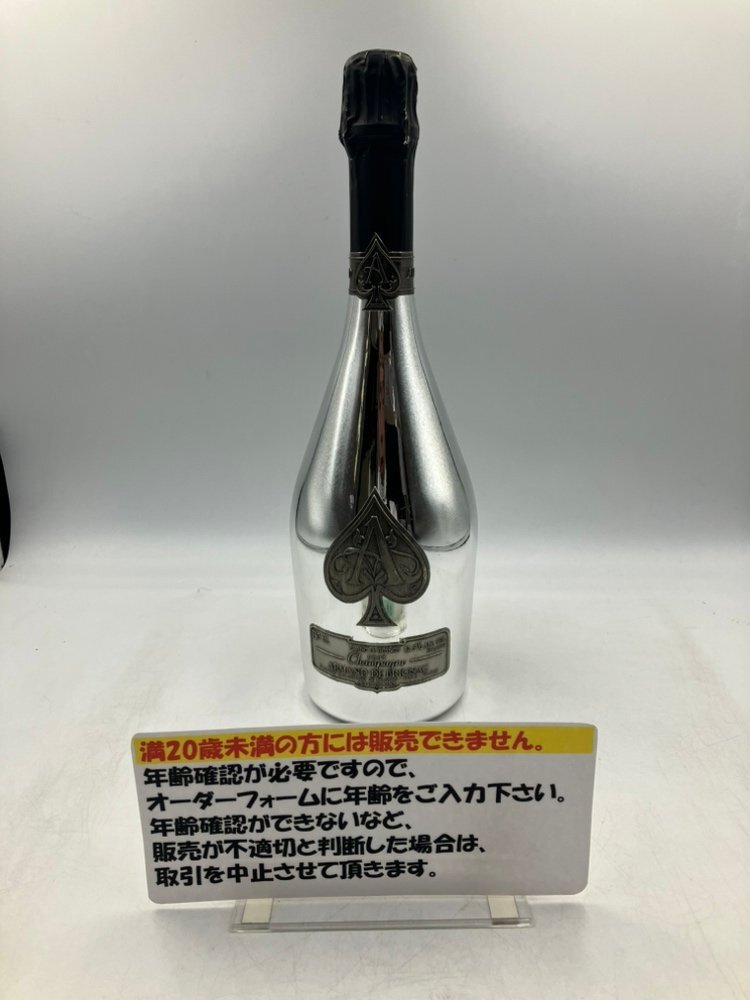 A
A
A
Champagne
ARMAND DE BRIGNAC
満20歳未満の方には販売できません。
年齢確認が必要ですので、
オーダーフォームに年齢をご入力下さい。
年齢確認ができないなど、
販売が不適切と判断した場合は、
取引を中止させて頂きます。